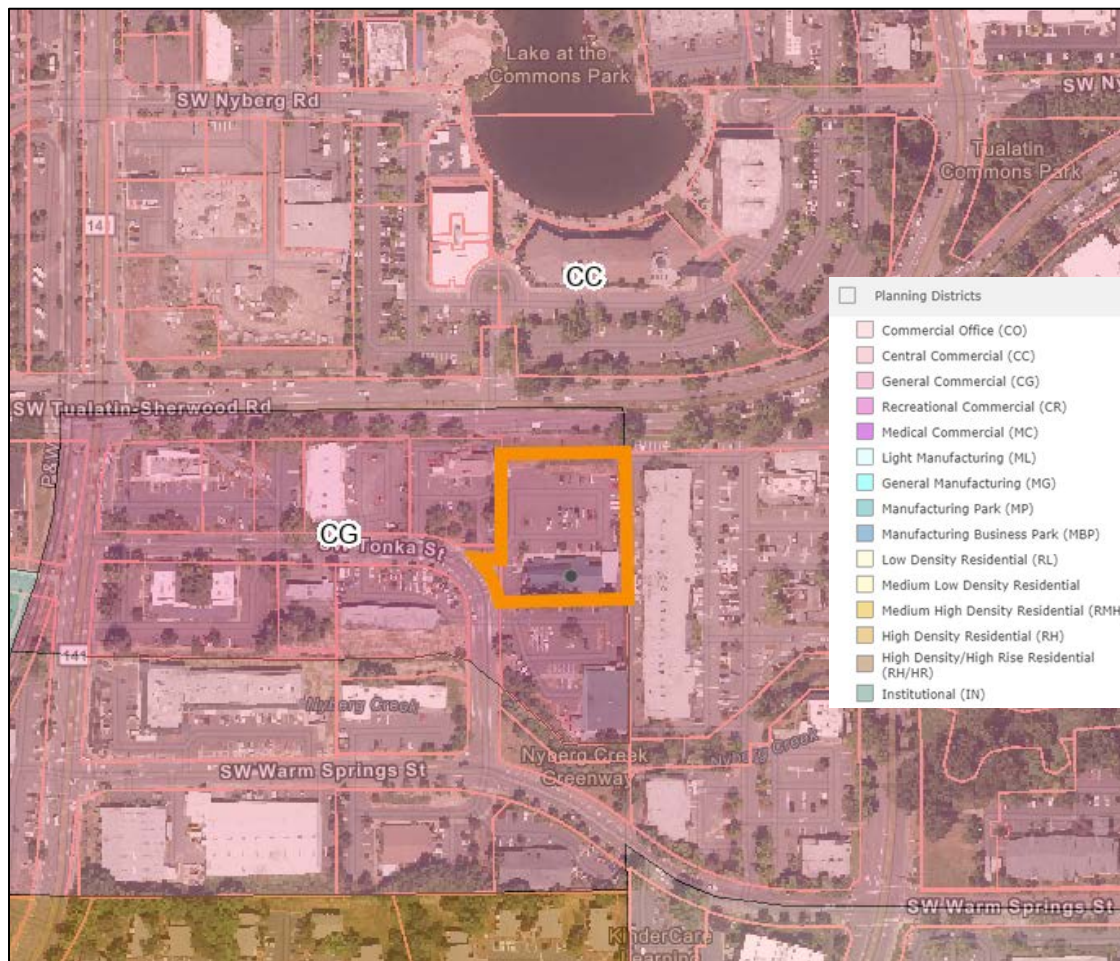 Lake at the
Commons Park
SW Nyberg Rd
SW Ny
Tualatin
Commons Park
141
CC
Planning Districts
Commercial Office (CO)
Central Commercial (CC)
General Commercial (CG)
Recreational Commercial (CR)
Medical Commercial (MC)
Light Manufacturing (ML)
General Manufacturing (MG)
Manufacturing Park (MP)
Manufacturing Business Park (MBP)
Low Density Residential (RL)
Medium Low Density Residential
Medium High Density Residential (RMH
High Density Residential (RH)
High Density/High Rise Residential
(RH/HR)
Institutional (IN)
SW Tualatin-Sherwood Rd
P&W
CG
SW Tonka St
141
Nyberg Creek
Nyberg Creek
Greenway
Nyberg Creek
SW Warm Springs St
SW Warm Springs St
KinderCare
Learning